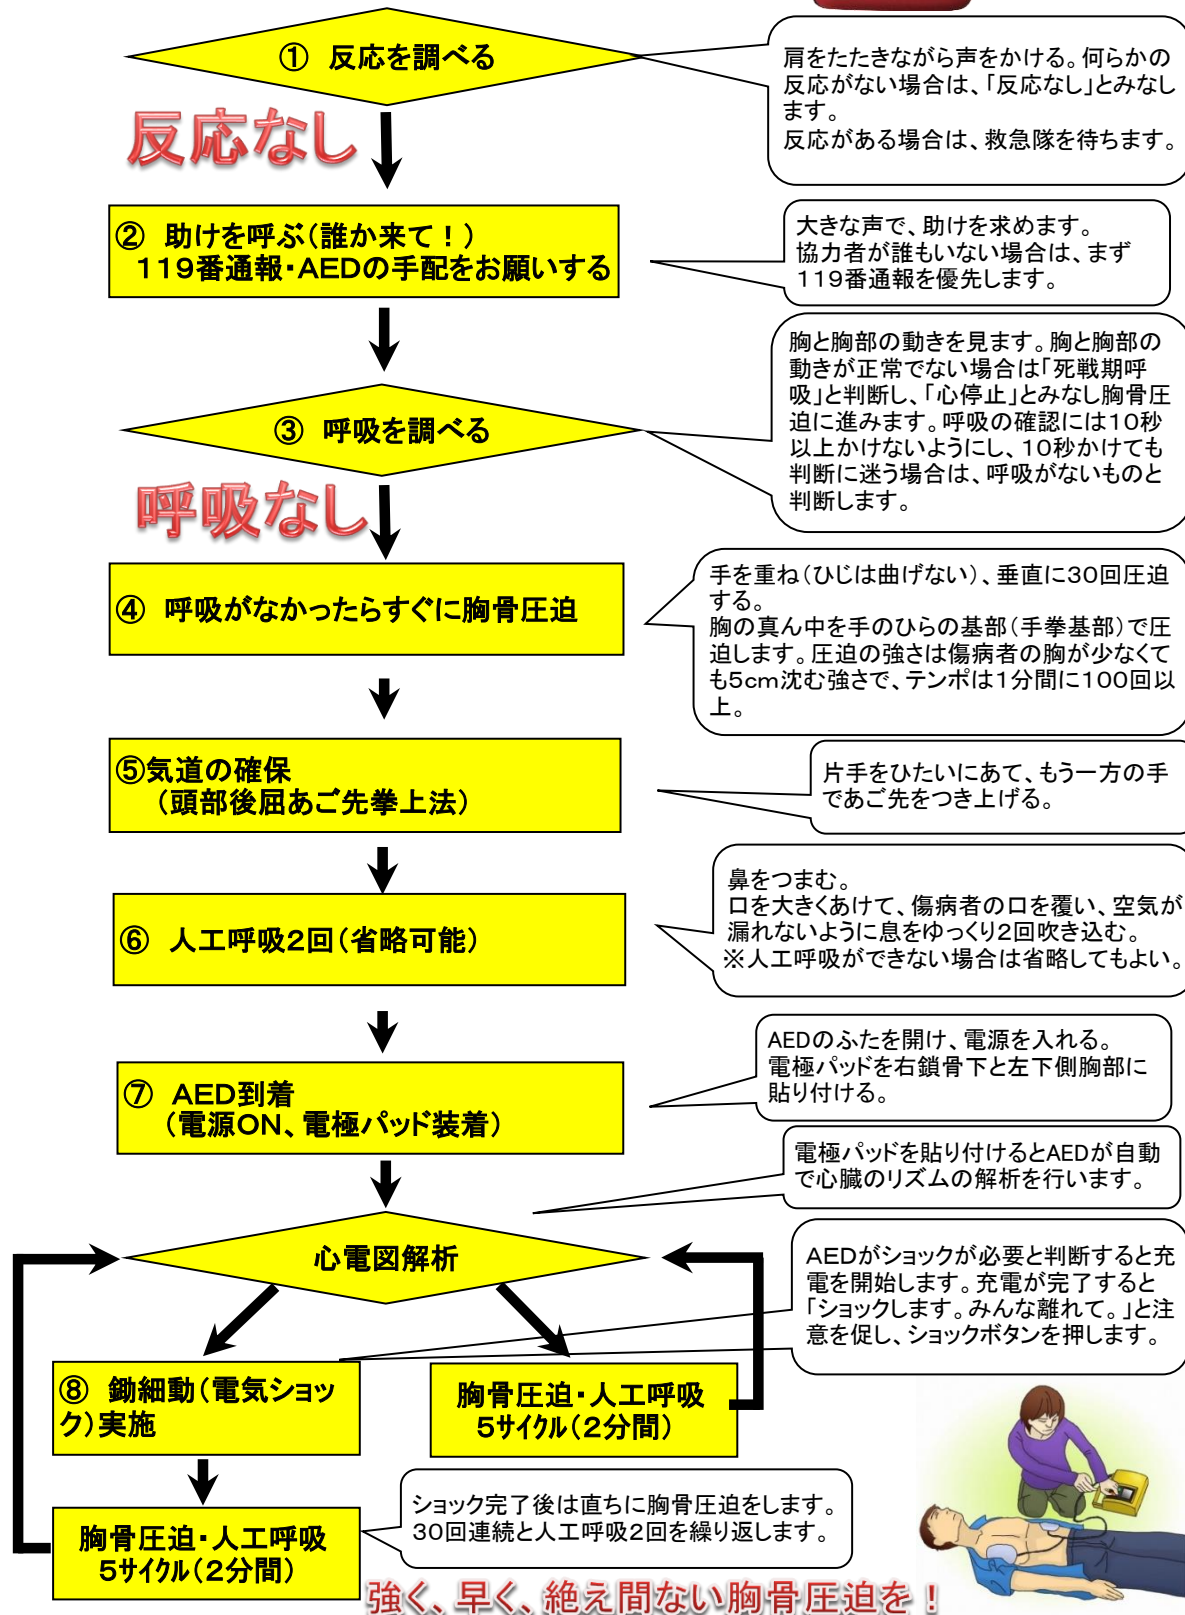 ① 反応を調べる
肩をたたきながら声をかける。何らかの
反応がない場合は、「反応なし」とみなし
ます。
反応がある場合は、救急隊を待ちます。
反応なし
② 助けを呼ぶ(誰か来て!)
119番通報・AEDの手配をお願いする
大きな声で、助けを求めます。
協力者が誰もいない場合は、まず
119番通報を優先します。
③ 呼吸を調べる
胸と胸部の動きを見ます。胸と胸部の
動きが正常でない場合は「死戦期呼
吸」と判断し、「心停止」とみなし胸骨圧
迫に進みます。呼吸の確認には10秒
以上かけないようにし、10秒かけても
判断に迷う場合は、呼吸がないものと
判断します。
呼吸なし
④ 呼吸がなかったらすぐに胸骨圧迫
手を重ね(ひじは曲げない)、垂直に30回圧迫
する。
胸の真ん中を手のひらの基部(手拳基部)で圧
迫します。圧迫の強さは傷病者の胸が少なくて
も5cm沈む強さで、テンポは1分間に100回以
上。
⑤気道の確保
(頭部後屈あご先挙上法)
片手をひたいにあて、もう一方の手
であご先をつき上げる。
⑥ 人工呼吸2回(省略可能)
鼻をつまむ。
口を大きくあけて、傷病者の口を覆い、空気が
漏れないように息をゆっくり2回吹き込む。
※人工呼吸ができない場合は省略してもよい。
⑦ AED到着
(電源ON、電極パッド装着)
AEDのふたを開け、電源を入れる。
電極パッドを右鎖骨下と左下側胸部に
貼り付ける。
電極パッドを貼り付けるとAEDが自動
で心臓のリズムの解析を行います。
心電図解析
AEDがショックが必要と判断すると充
電を開始します。充電が完了すると
「ショックします。みんな離れて。」と注
意を促し、ショックボタンを押します。
⑧ 鋤細動(電気ショッ
ク)実施
胸骨圧迫・人工呼吸
5サイクル(2分間)
胸骨圧迫・人工呼吸
5サイクル(2分間)
ショック完了後は直ちに胸骨圧迫をします。
30回連続と人工呼吸2回を繰り返します。
強く、早く、絶え間ない胸骨圧迫を!